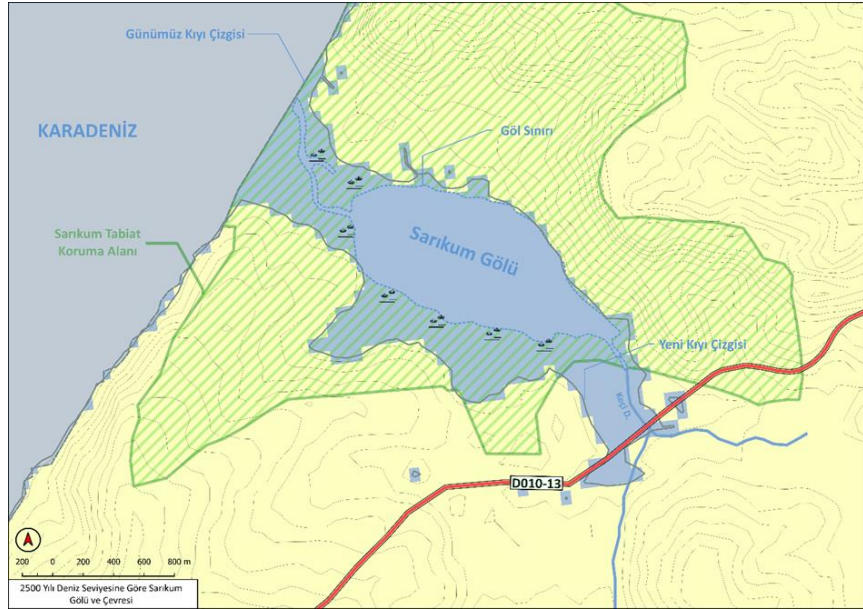 Günümüz Kıyı Çizgisi
KARADENİZ
Göl Sınırı
Sarıkum Tabiat
Koruma Alanı
Sarıkum Gölü
Yeni Kıyı Çizgisi
Keçi D.
D010-13
200 0 200 400 600 800 m
2500 Yılı Deniz Seviyesine Göre Sarıkum
Gölü ve Çevresi